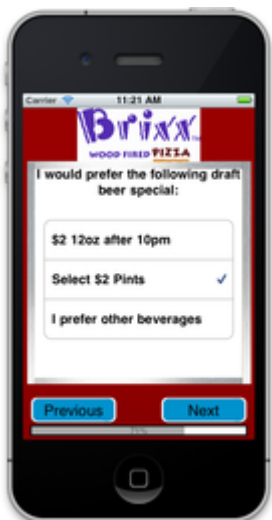 Carrier 11:21 AM
Brixx
WOOD FIRED PIZZA
I would prefer the following draft
beer special:
$2 12oz after 10pm
Select $2 Pints
I prefer other beverages
Previous Next
71%